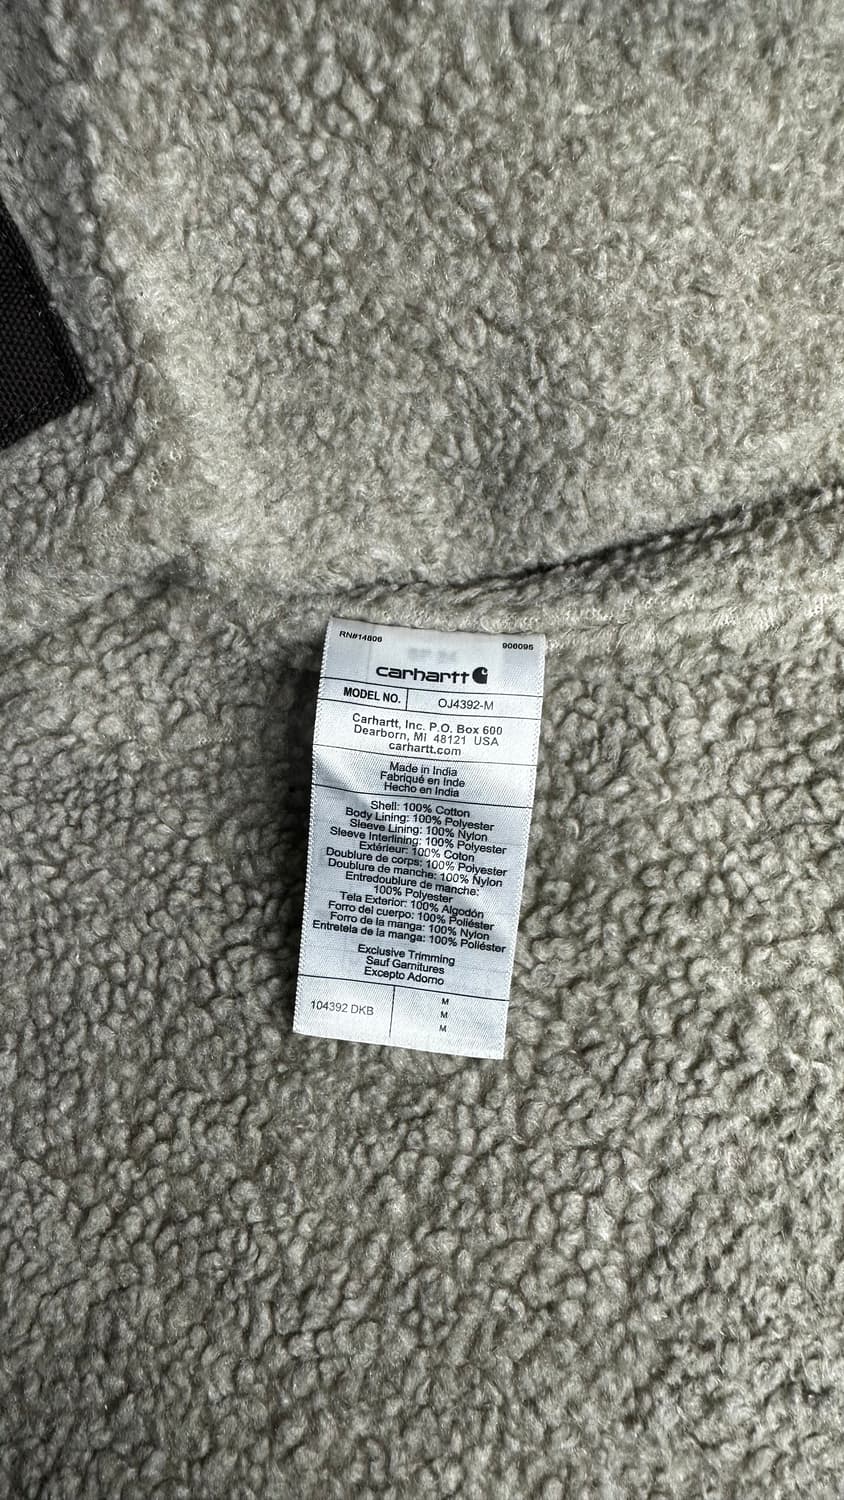 RN#14806
906095
carhartt
MODEL NO. OJ4392-M
Carhartt, Inc. P.O. Box 600
Dearborn, MI 48121 USA
carhartt.com
Made in India
Fabriqué en Inde
Hecho en India
Shell: 100% Cotton
Body Lining: 100% Polyester
Sleeve Lining: 100% Nylon
Sleeve Interlining: 100% Polyester
Extérieur: 100% Coton
Doublure de corps: 100% Polyester
Doublure de manche: 100% Nylon
Entredoublure de manche:
100% Polyester
Tela Exterior: 100% Algodón
Forro del cuerpo: 100% Poliéster
Forro de la manga: 100% Nylon
Entretela de la manga: 100% Poliéster
Exclusive Trimming
Sauf Garnitures
Excepto Adorno
104392 DKB
M
M
M